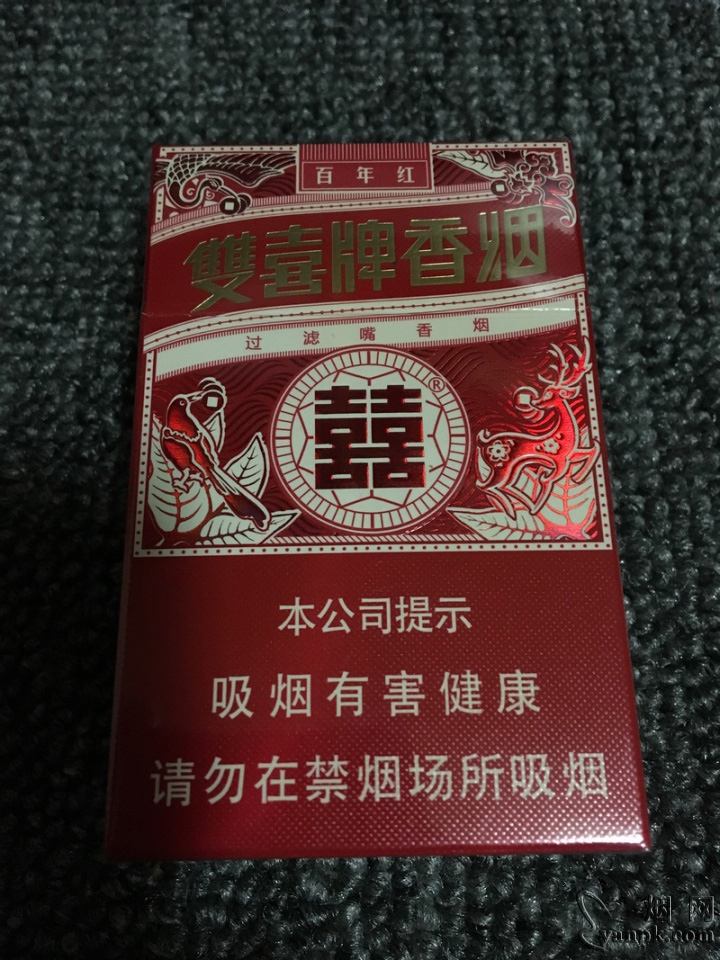 百年红
雙喜牌香烟
过滤嘴香烟
囍®
本公司提示
吸烟有害健康
请勿在禁烟场所吸烟
烟网
yanpk.com